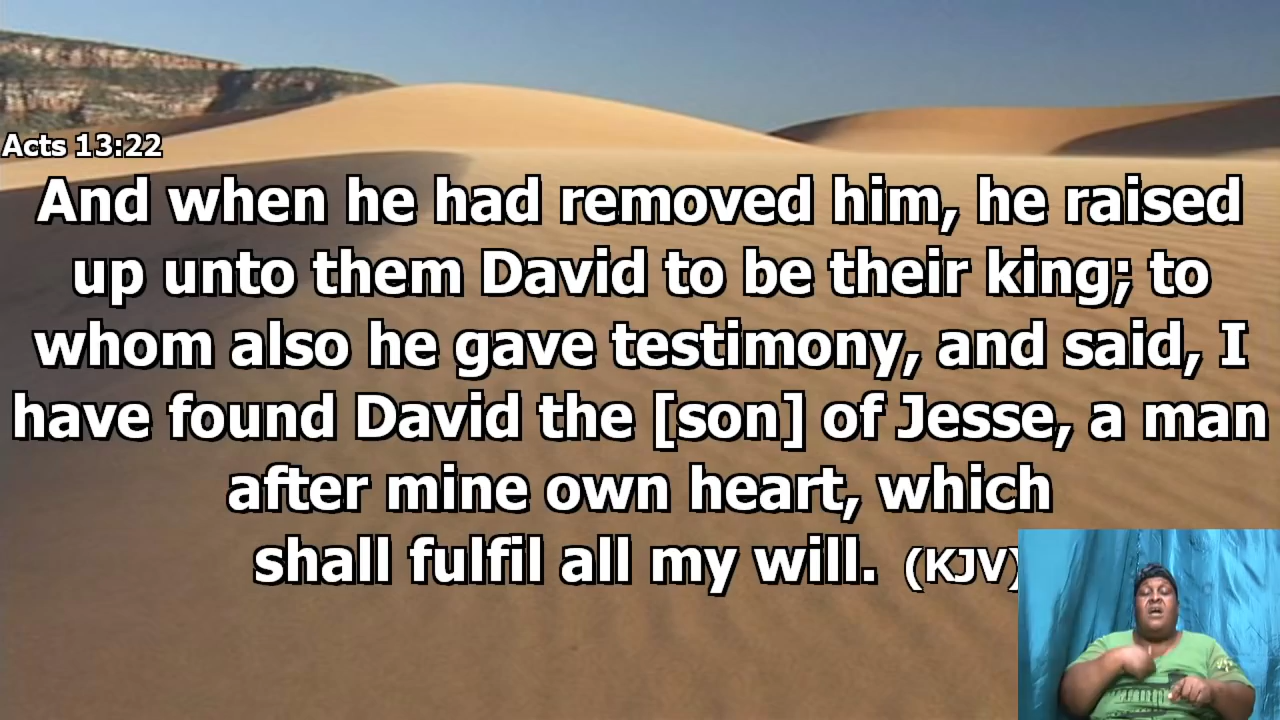 Acts 13:22
And when he had removed him, he raised
up unto them David to be their king; to
whom also he gave testimony, and said, I
have found David the [son] of Jesse, a man
after mine own heart, which
shall fulfil all my will. (KJV)